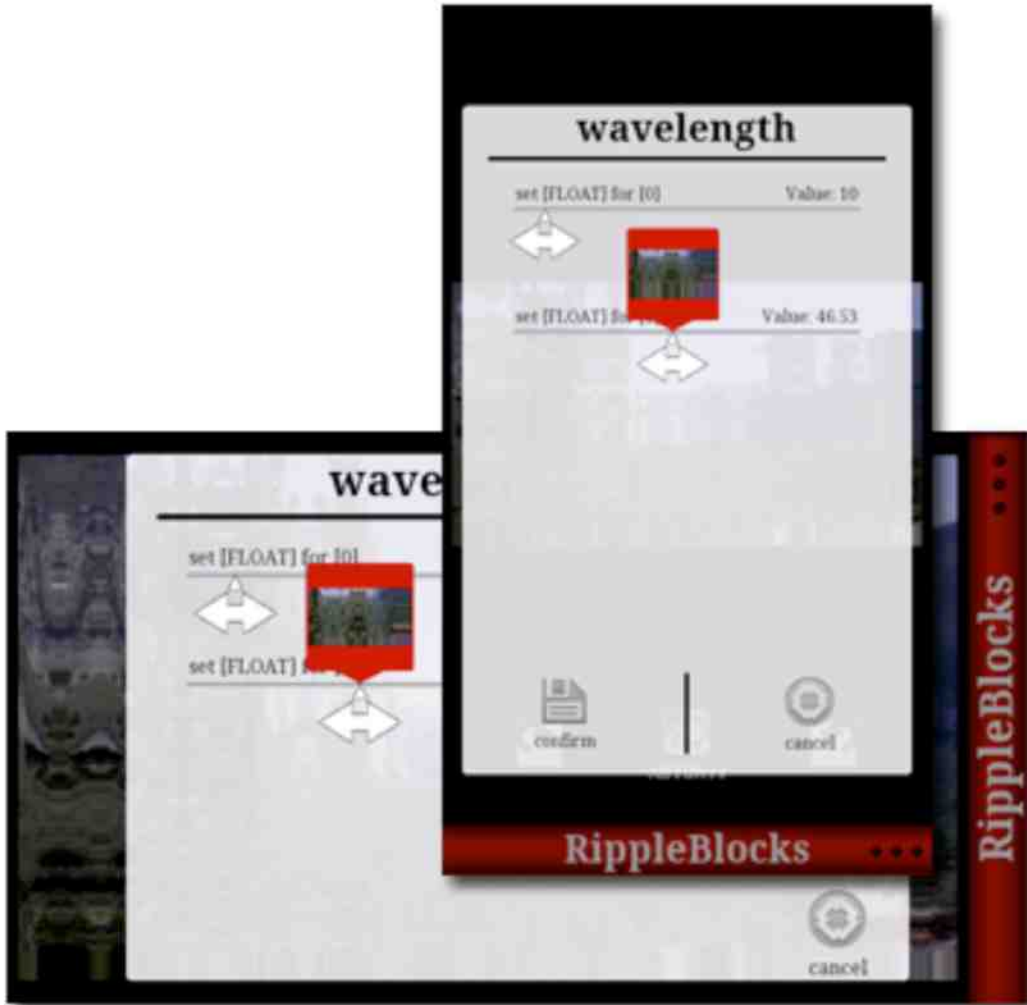 wavelength
set [FLOAT] for [0]
Value: 10
set [FLOAT] for
Value: 46.53
confirm
cancel
RippleBlocks
wave
set [FLOAT] for [0]
set [FLOAT]
cancel
RippleBlocks